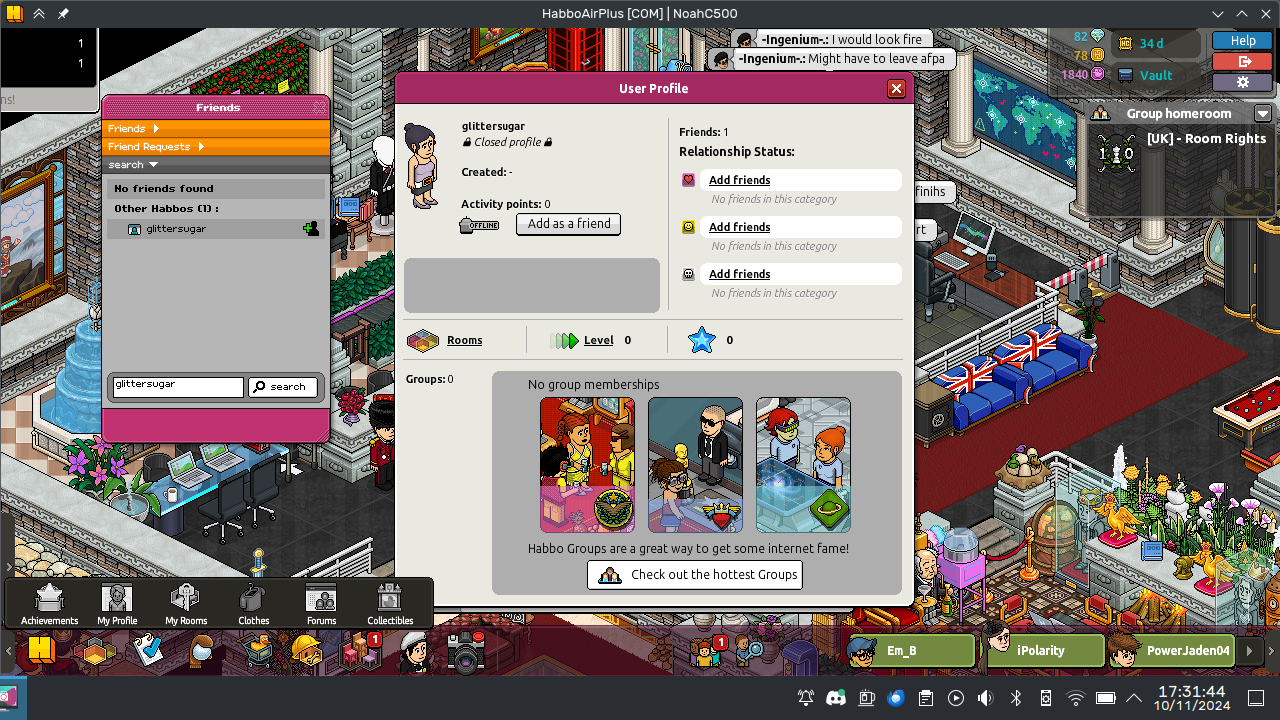 HabboAirPlus [COM] | NoahC500
1
1
ns!
-Ingenium-.: I would look fire
-Ingenium-.: Might have to leave afpa
82
78
1840
34 d
Vault
Help
Group homeroom
[UK] - Room Rights
1 0
finihs
rt
Friends
Friends
Friend Requests
search
No friends found
Other Habbos (1) :
glittersugar
glittersugar
search
User Profile
glittersugar
Closed profile
Created: -
Activity points: 0
OFFLINE
Add as a friend
Friends: 1
Relationship Status:
Add friends
No friends in this category
Add friends
No friends in this category
Add friends
No friends in this category
Rooms
Level 0
0
Groups: 0
No group memberships
Habbo Groups are a great way to get some internet fame!
Check out the hottest Groups
Achievements
My Profile
My Rooms
Clothes
Forums
Collectibles
1
1
Em_B
iPolarity
PowerJaden04
17:31:44
10/11/2024